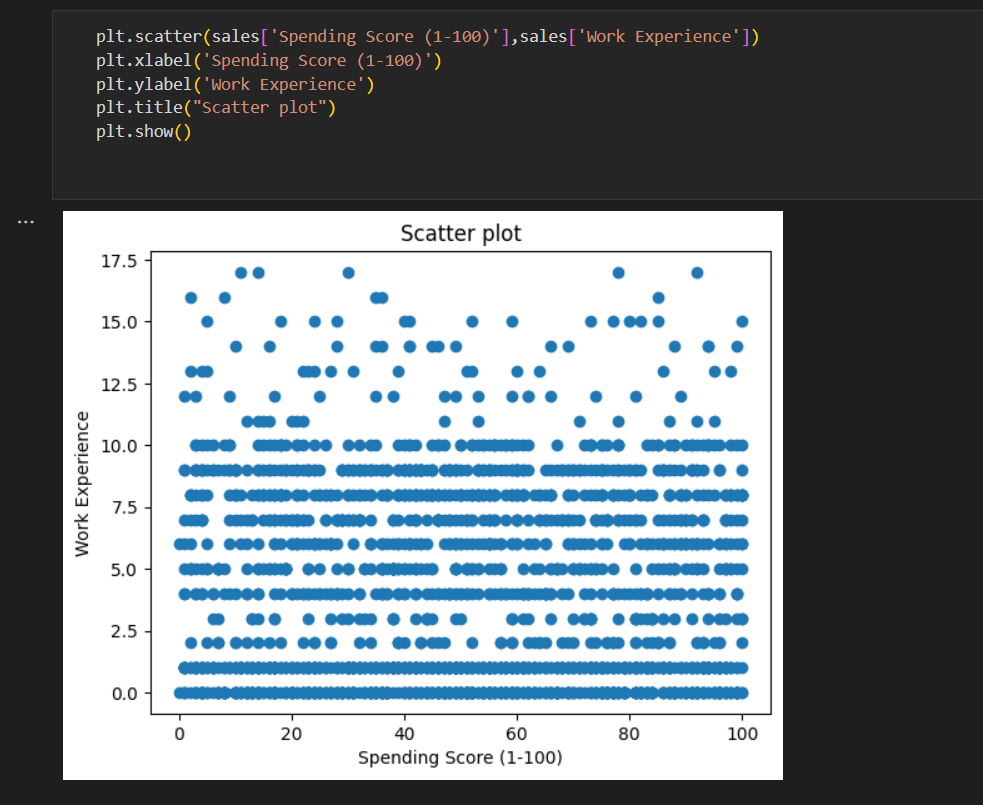 plt.scatter(sales['Spending Score (1-100)'],sales['Work Experience'])
plt.xlabel('Spending Score (1-100)')
plt.ylabel('Work Experience')
plt.title("Scatter plot")
plt.show()
...
Scatter plot
17.5
15.0
12.5
10.0
7.5
5.0
2.5
0.0
Work Experience
0 20 40 60 80 100
Spending Score (1-100)